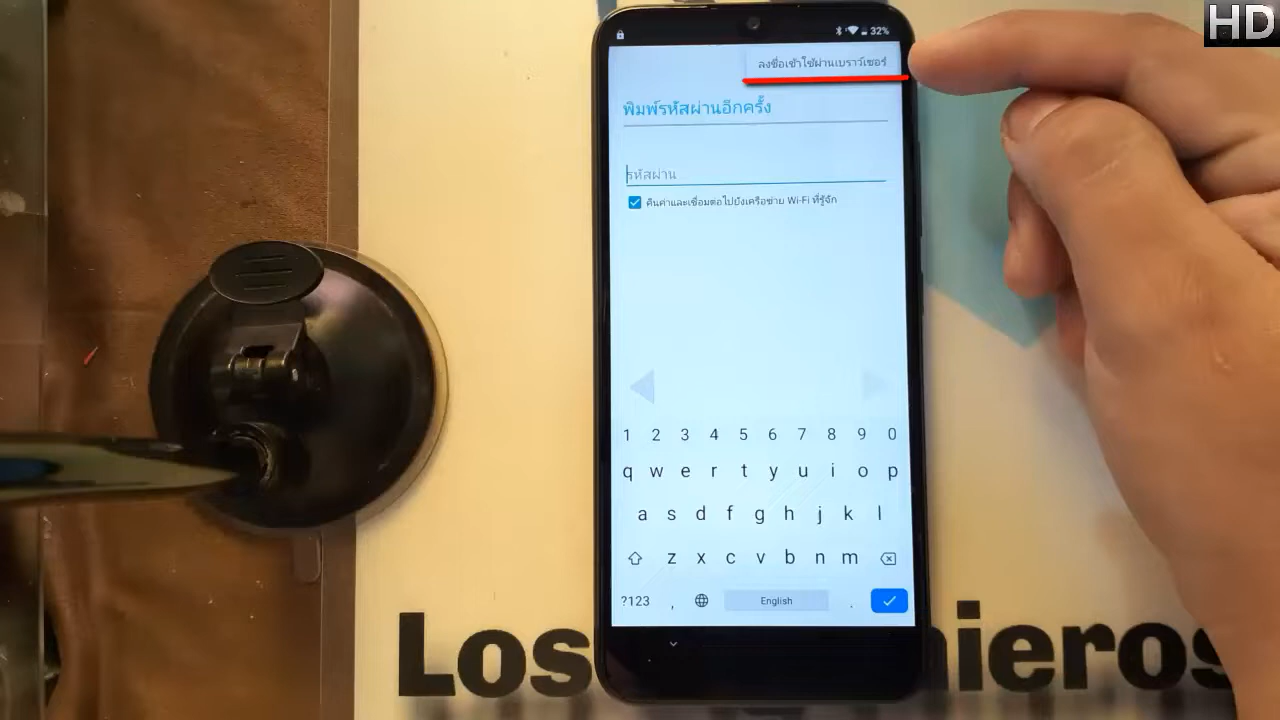 HD
32%
ลงชื่อเข้าใช้ผ่านเบราว์เซอร์
พิมพ์รหัสผ่านอีกครั้ง
รหัสผ่าน
คืนค่าและเชื่อมต่อไปยังเครือข่าย Wi-Fi ที่รู้จัก
1 2 3 4 5 6 7 8 9 0
q w e r t y u i o p
a s d f g h j k l
z x c v b n m
?123 , English .
Los nieros